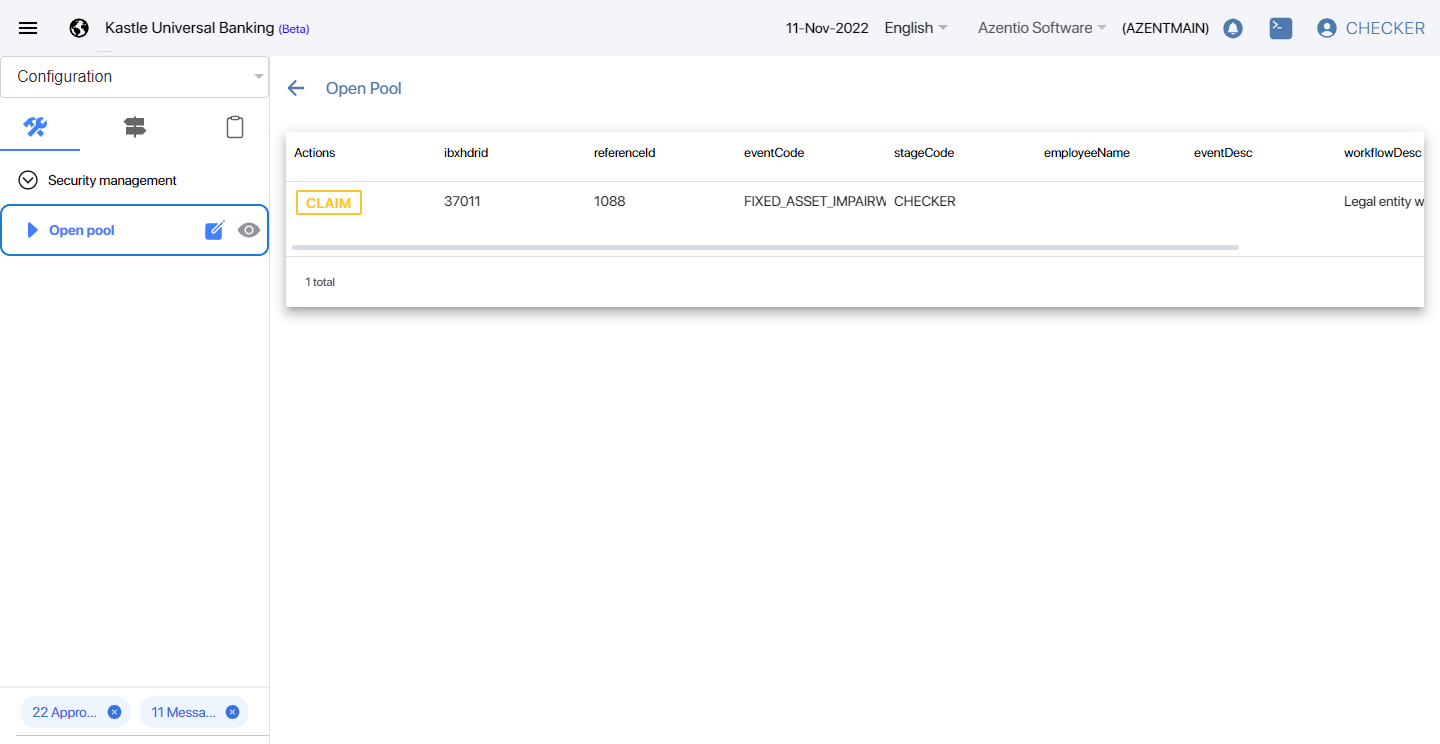 Kastle Universal Banking (Beta)
11-Nov-2022 English Azentio Software (AZENTMAIN) CHECKER
Configuration
Security management
Open pool
22 Appro... 11 Messa...
Open Pool
Actions ibxhdrid referenceId eventCode stageCode employeeName eventDesc workflowDesc
CLAIM 37011 1088 FIXED_ASSET_IMPAIRW CHECKER Legal entity w
1 total